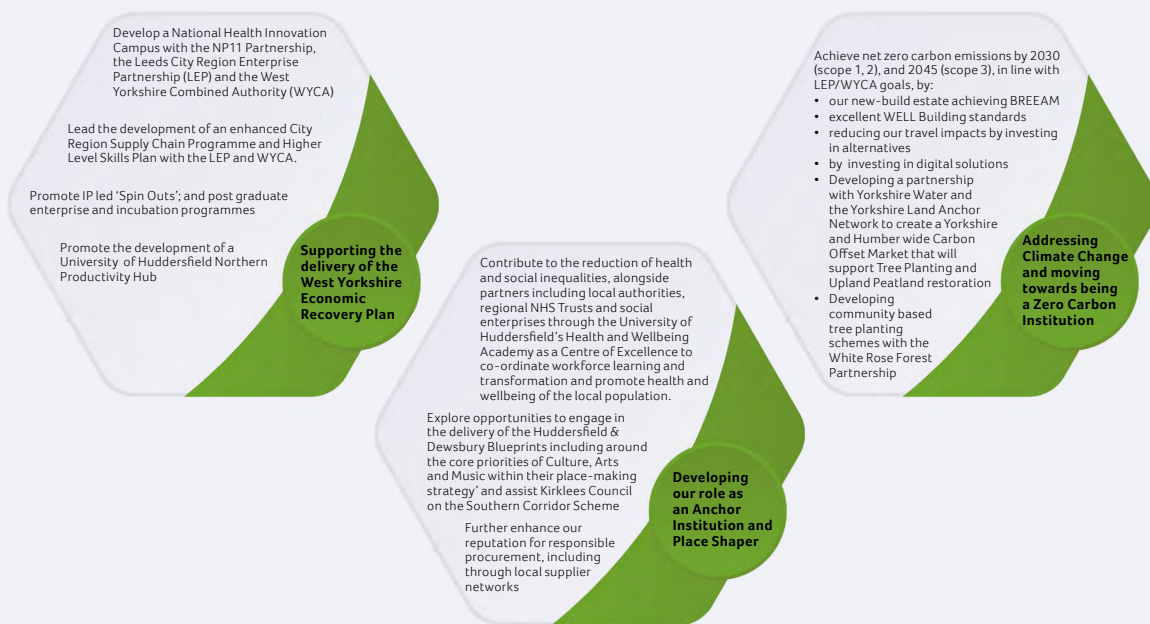 Develop a National Health Innovation
Campus with the NP11 Partnership,
the Leeds City Region Enterprise
Partnership (LEP) and the West
Yorkshire Combined Authority (WYCA)
Lead the development of an enhanced City
Region Supply Chain Programme and Higher
Level Skills Plan with the LEP and WYCA.
Promote IP led ‘Spin Outs’; and post graduate
enterprise and incubation programmes
Promote the development of a
University of Huddersfield Northern
Productivity Hub
Supporting the
delivery of the
West Yorkshire
Economic
Recovery Plan
Contribute to the reduction of health
and social inequalities, alongside
partners including local authorities,
regional NHS Trusts and social
enterprises through the University of
Huddersfield’s Health and Wellbeing
Academy as a Centre of Excellence to
co-ordinate workforce learning and
transformation and promote health and
wellbeing of the local population.
Explore opportunities to engage in
the delivery of the Huddersfield &
Dewsbury Blueprints including around
the core priorities of Culture, Arts
and Music within their place-making
strategy’ and assist Kirklees Council
on the Southern Corridor Scheme
Further enhance our
reputation for responsible
procurement, including
through local supplier
networks
Developing
our role as
an Anchor
Institution and
Place Shaper
Achieve net zero carbon emissions by 2030
(scope 1, 2), and 2045 (scope 3), in line with
LEP/WYCA goals, by:
• our new-build estate achieving BREEAM
• excellent WELL Building standards
• reducing our travel impacts by investing
in alternatives
• by investing in digital solutions
• Developing a partnership
with Yorkshire Water and
the Yorkshire Land Anchor
Network to create a Yorkshire
and Humber wide Carbon
Offset Market that will
support Tree Planting and
Upland Peatland restoration
• Developing
community based
tree planting
schemes with the
White Rose Forest
Partnership
Addressing
Climate Change
and moving
towards being
a Zero Carbon
Institution